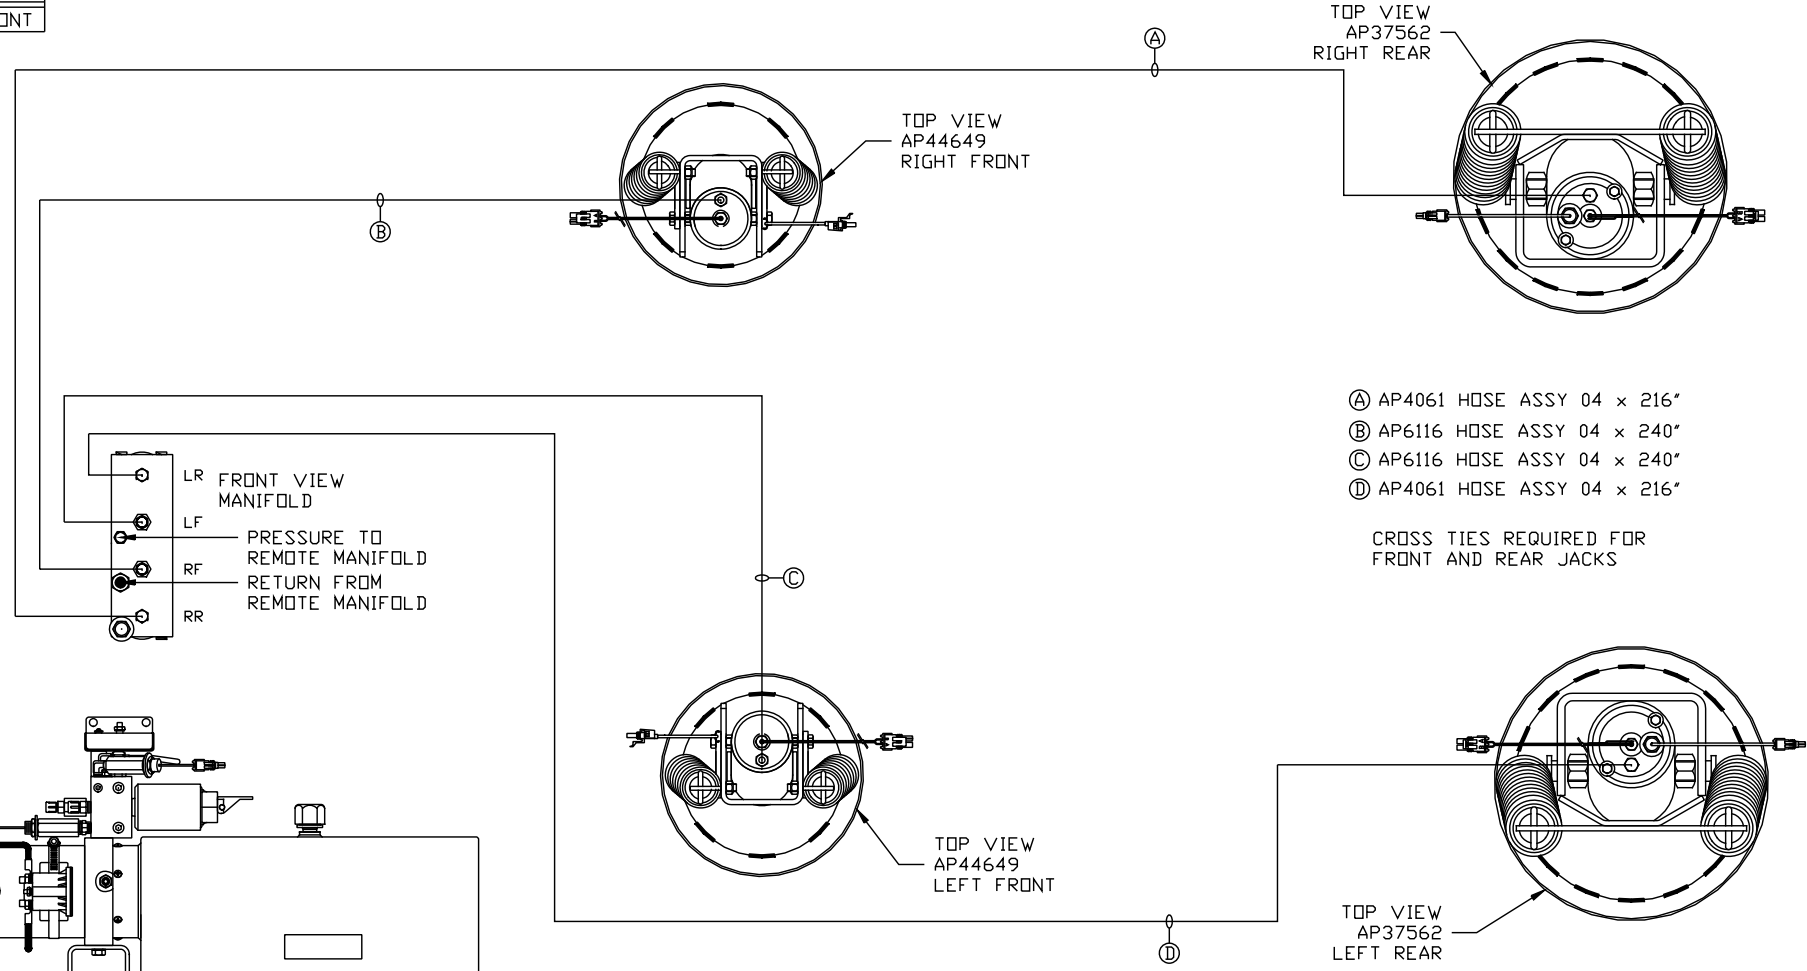 TOP VIEW
AP37562
RIGHT REAR
A
TOP VIEW
AP44649
RIGHT FRONT
B
A AP4061 HOSE ASSY 04 x 216"
B AP6116 HOSE ASSY 04 x 240"
C AP6116 HOSE ASSY 04 x 240"
D AP4061 HOSE ASSY 04 x 216"
CROSS TIES REQUIRED FOR
FRONT AND REAR JACKS
LR
FRONT VIEW
MANIFOLD
LF
PRESSURE TO
REMOTE MANIFOLD
RF
RETURN FROM
REMOTE MANIFOLD
RR
C
TOP VIEW
AP44649
LEFT FRONT
TOP VIEW
AP37562
LEFT REAR
D